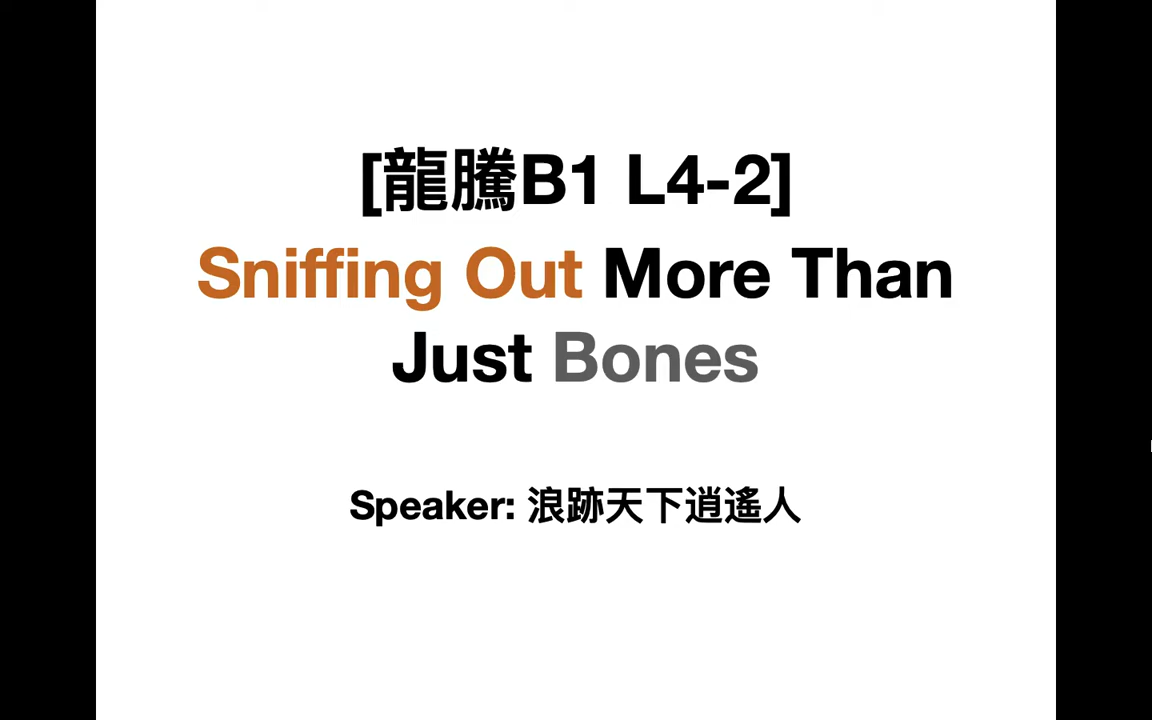 [龍騰B1 L4-2]
Sniffing Out More Than
Just Bones
Speaker: 浪跡天下逍遙人